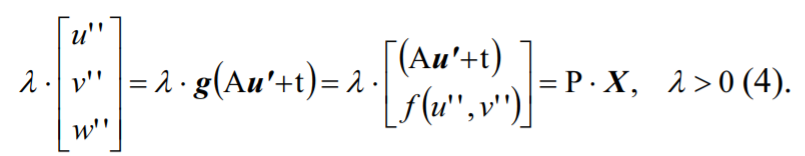 λ · [u'' v'' w''] = λ · g(Au'+t) = λ · [(Au'+t) f(u'',v'')] = P · X, λ > 0 (4).